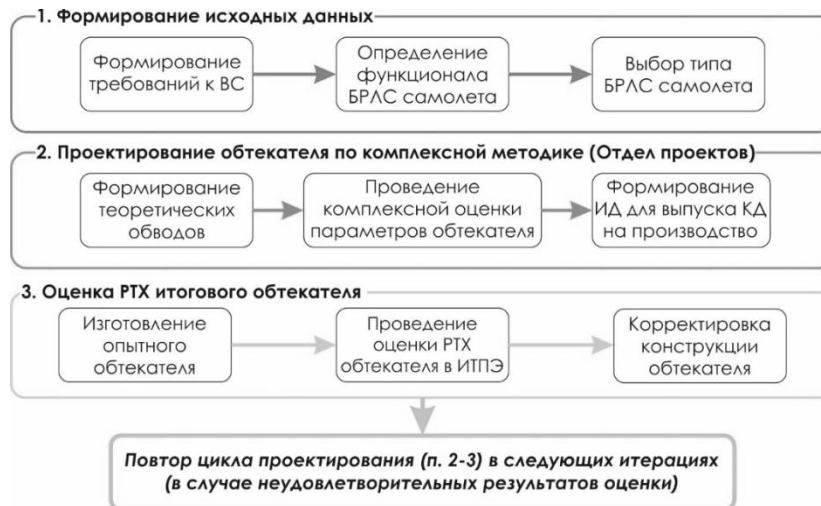 1. Формирование исходных данных
Формирование
требований к ВС
Определение
функционала
БРЛС самолета
Выбор типа
БРЛС самолета
2. Проектирование обтекателя по комплексной методике (Отдел проектов)
Формирование
теоретических
обводов
Проведение
комплексной оценки
параметров обтекателя
Формирование
ИД для выпуска КД
на производство
3. Оценка РТХ итогового обтекателя
Изготовление
опытного
обтекателя
Проведение
оценки РТХ
обтекателя в ИТПЭ
Корректировка
конструкции
обтекателя
Повтор цикла проектирования (п. 2-3) в следующих итерациях
(в случае неудовлетворительных результатов оценки)